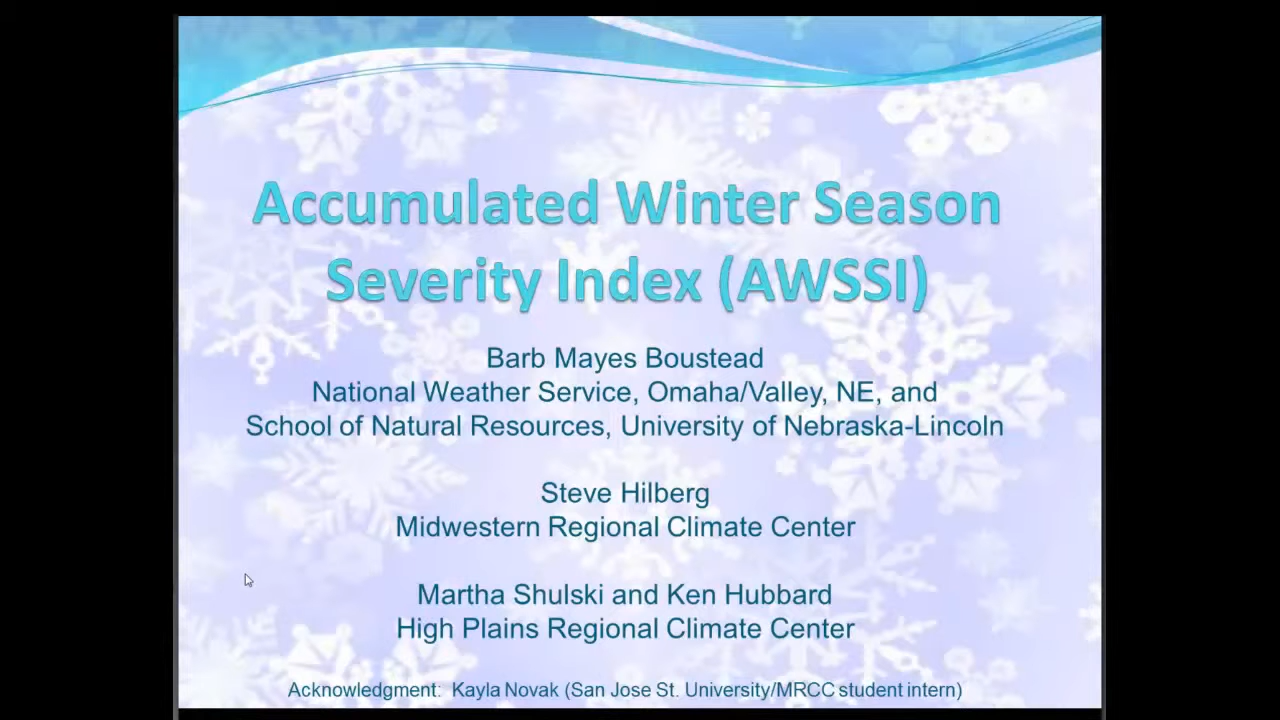 Accumulated Winter Season
Severity Index (AWSSI)
Barb Mayes Boustead
National Weather Service, Omaha/Valley, NE, and
School of Natural Resources, University of Nebraska-Lincoln
Steve Hilberg
Midwestern Regional Climate Center
Martha Shulski and Ken Hubbard
High Plains Regional Climate Center
Acknowledgment: Kayla Novak (San Jose St. University/MRCC student intern)